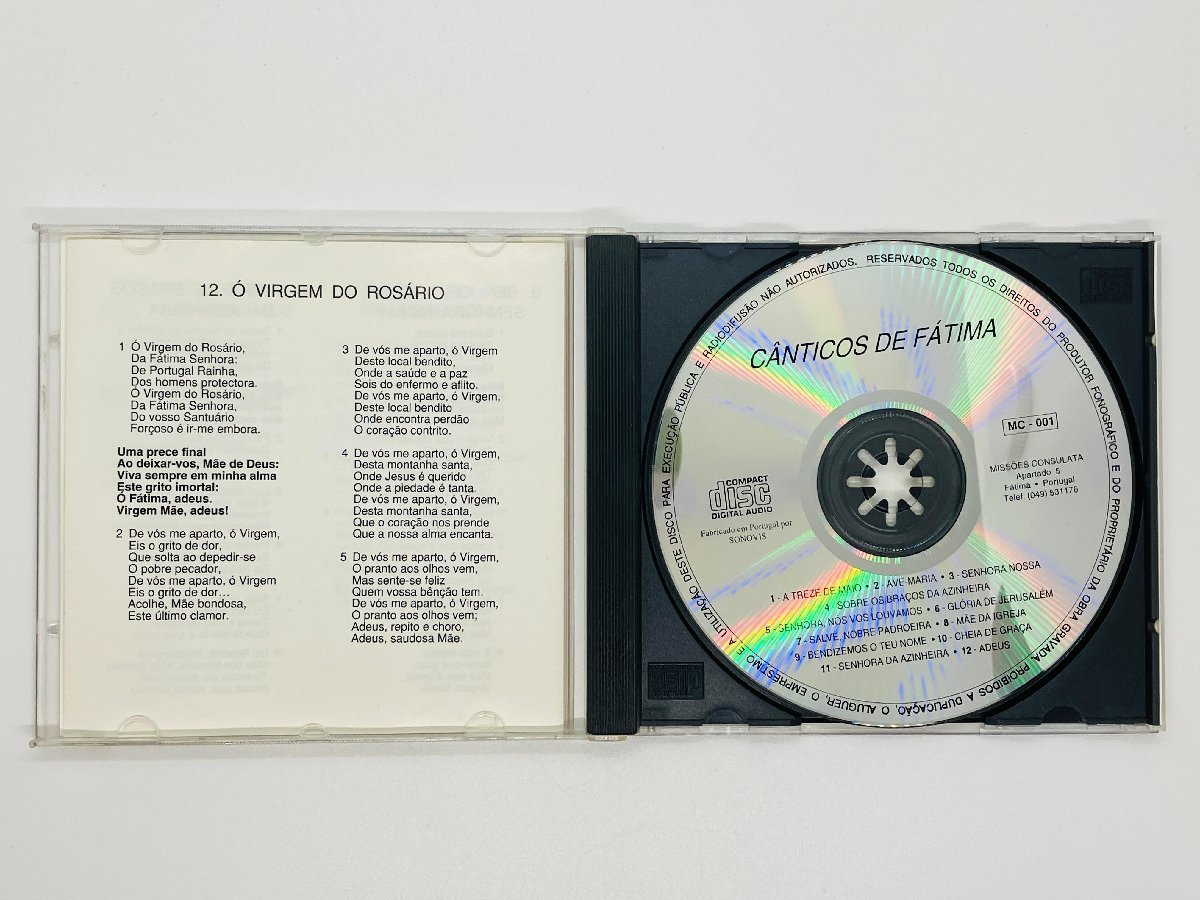 12. Ó VIRGEM DO ROSÁRIO
1 Ó Virgem do Rosário,
Da Fátima Senhora:
De Portugal Rainha,
Dos homens protectora.
Ó Virgem do Rosário,
Da Fátima Senhora,
Do vosso Santuário
Forçoso é ir-me embora.
Uma prece final
Ao deixar-vos, Mãe de Deus:
Viva sempre em minha alma
Este grito imortal:
Ó Fátima, adeus.
Virgem Mãe, adeus!
2 De vós me aparto, ó Virgem,
Eis o grito de dor,
Que solta ao depedir-se
O pobre pecador,
De vós me aparto, ó Virgem
Eis o grito de dor...
Acolhe, Mãe bondosa,
Este último clamor.
3 De vós me aparto, ó Virgem
Deste local bendito,
Onde a saúde e a paz
Sois do enfermo e aflito.
De vós me aparto, ó Virgem,
Deste local bendito
Onde encontra perdão
O coração contrito.
4 De vós me aparto, ó Virgem,
Desta montanha santa,
Onde Jesus é querido
Onde a piedade é tanta.
De vós me aparto, ó Virgem,
Desta montanha santa,
Que o coração nos prende
Que a nossa alma encanta.
5 De vós me aparto, ó Virgem,
O pranto aos olhos vem,
Mas sente-se feliz
Quem vossa bênção tem.
De vós me aparto, ó Virgem,
O pranto aos olhos vem;
Adeus, repito e choro,
Adeus, saudosa Mãe.
CÂNTICOS DE FÁTIMA
MC - 001
MISSÕES CONSULATA
Apartado 5
Fátima • Portugal
Telef. (049) 531176
COMPACT
disc
DIGITAL AUDIO
Fabricado em Portugal por
SONOVIS
1 - A TREZE DE MAIO • 2 - AVE-MARIA • 3 - SENHORA NOSSA
4 - SOBRE OS BRAÇOS DA AZINHEIRA
5 - SENHORA, NÓS VOS LOUVAMOS • 6 - GLÓRIA DE JERUSALÉM
7 - SALVE, NOBRE PADROEIRA • 8 - MÃE DA IGREJA
9 - BENDIZEMOS O TEU NOME • 10 - CHEIA DE GRAÇA
11 - SENHORA DA AZINHEIRA • 12 - ADEUS
RESERVADOS TODOS OS DIREITOS DO PRODUTOR FONOGRÁFICO E DO PROPRIETÁRIO DA OBRA GRAVADA. PROIBIDOS A DUPLICAÇÃO, O ALUGUER, O EMPRÉSTIMO E A UTILIZAÇÃO DESTE DISCO PARA EXECUÇÃO PÚBLICA E RADIODIFUSÃO NÃO AUTORIZADOS.